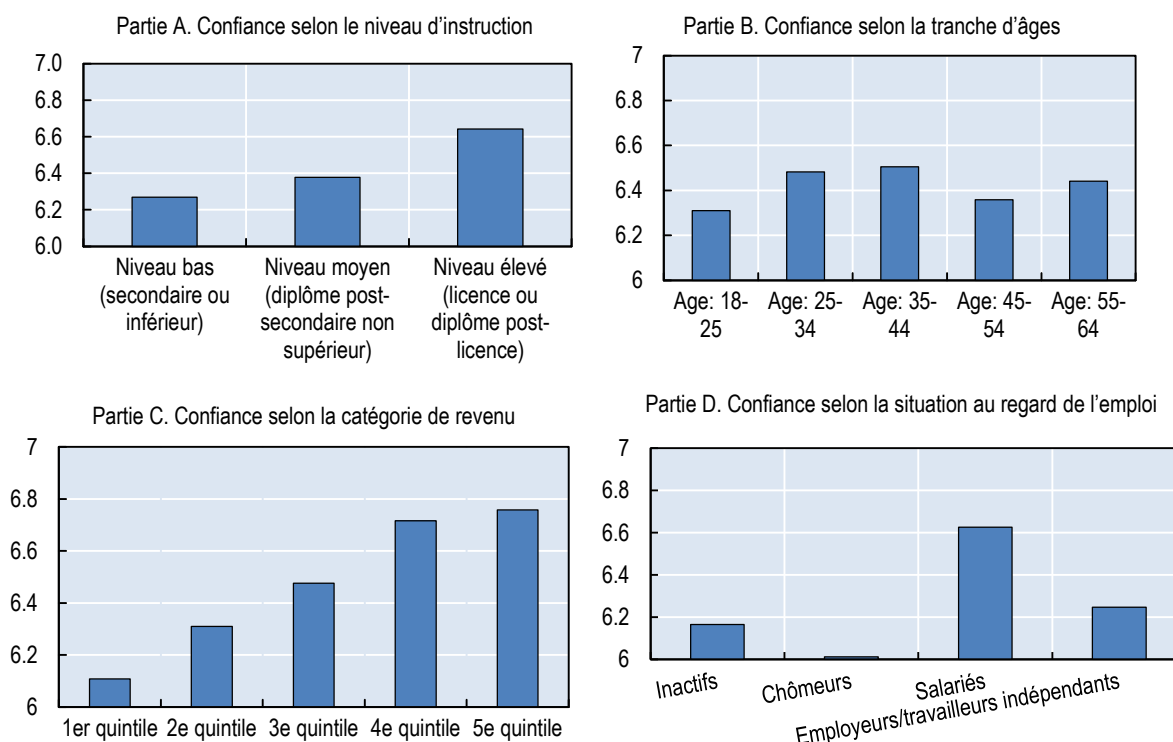 Partie A. Confiance selon le niveau d’instruction
7.0
6.8
6.6
6.4
6.2
6.0
Niveau bas
(secondaire ou
inférieur)
Niveau moyen
(diplôme post-
secondaire non
supérieur)
Niveau élevé
(licence ou
diplôme post-
licence)
Partie B. Confiance selon la tranche d’âges
7
6.8
6.6
6.4
6.2
6
Age: 18-
25
Age: 25-
34
Age: 35-
44
Age: 45-
54
Age: 55-
64
Partie C. Confiance selon la catégorie de revenu
7
6.8
6.6
6.4
6.2
6
1er quintile 2e quintile 3e quintile 4e quintile 5e quintile
Partie D. Confiance selon la situation au regard de l’emploi
7
6.8
6.6
6.4
6.2
6
Inactifs
Chômeurs
Salariés
Employeurs/travailleurs indépendants